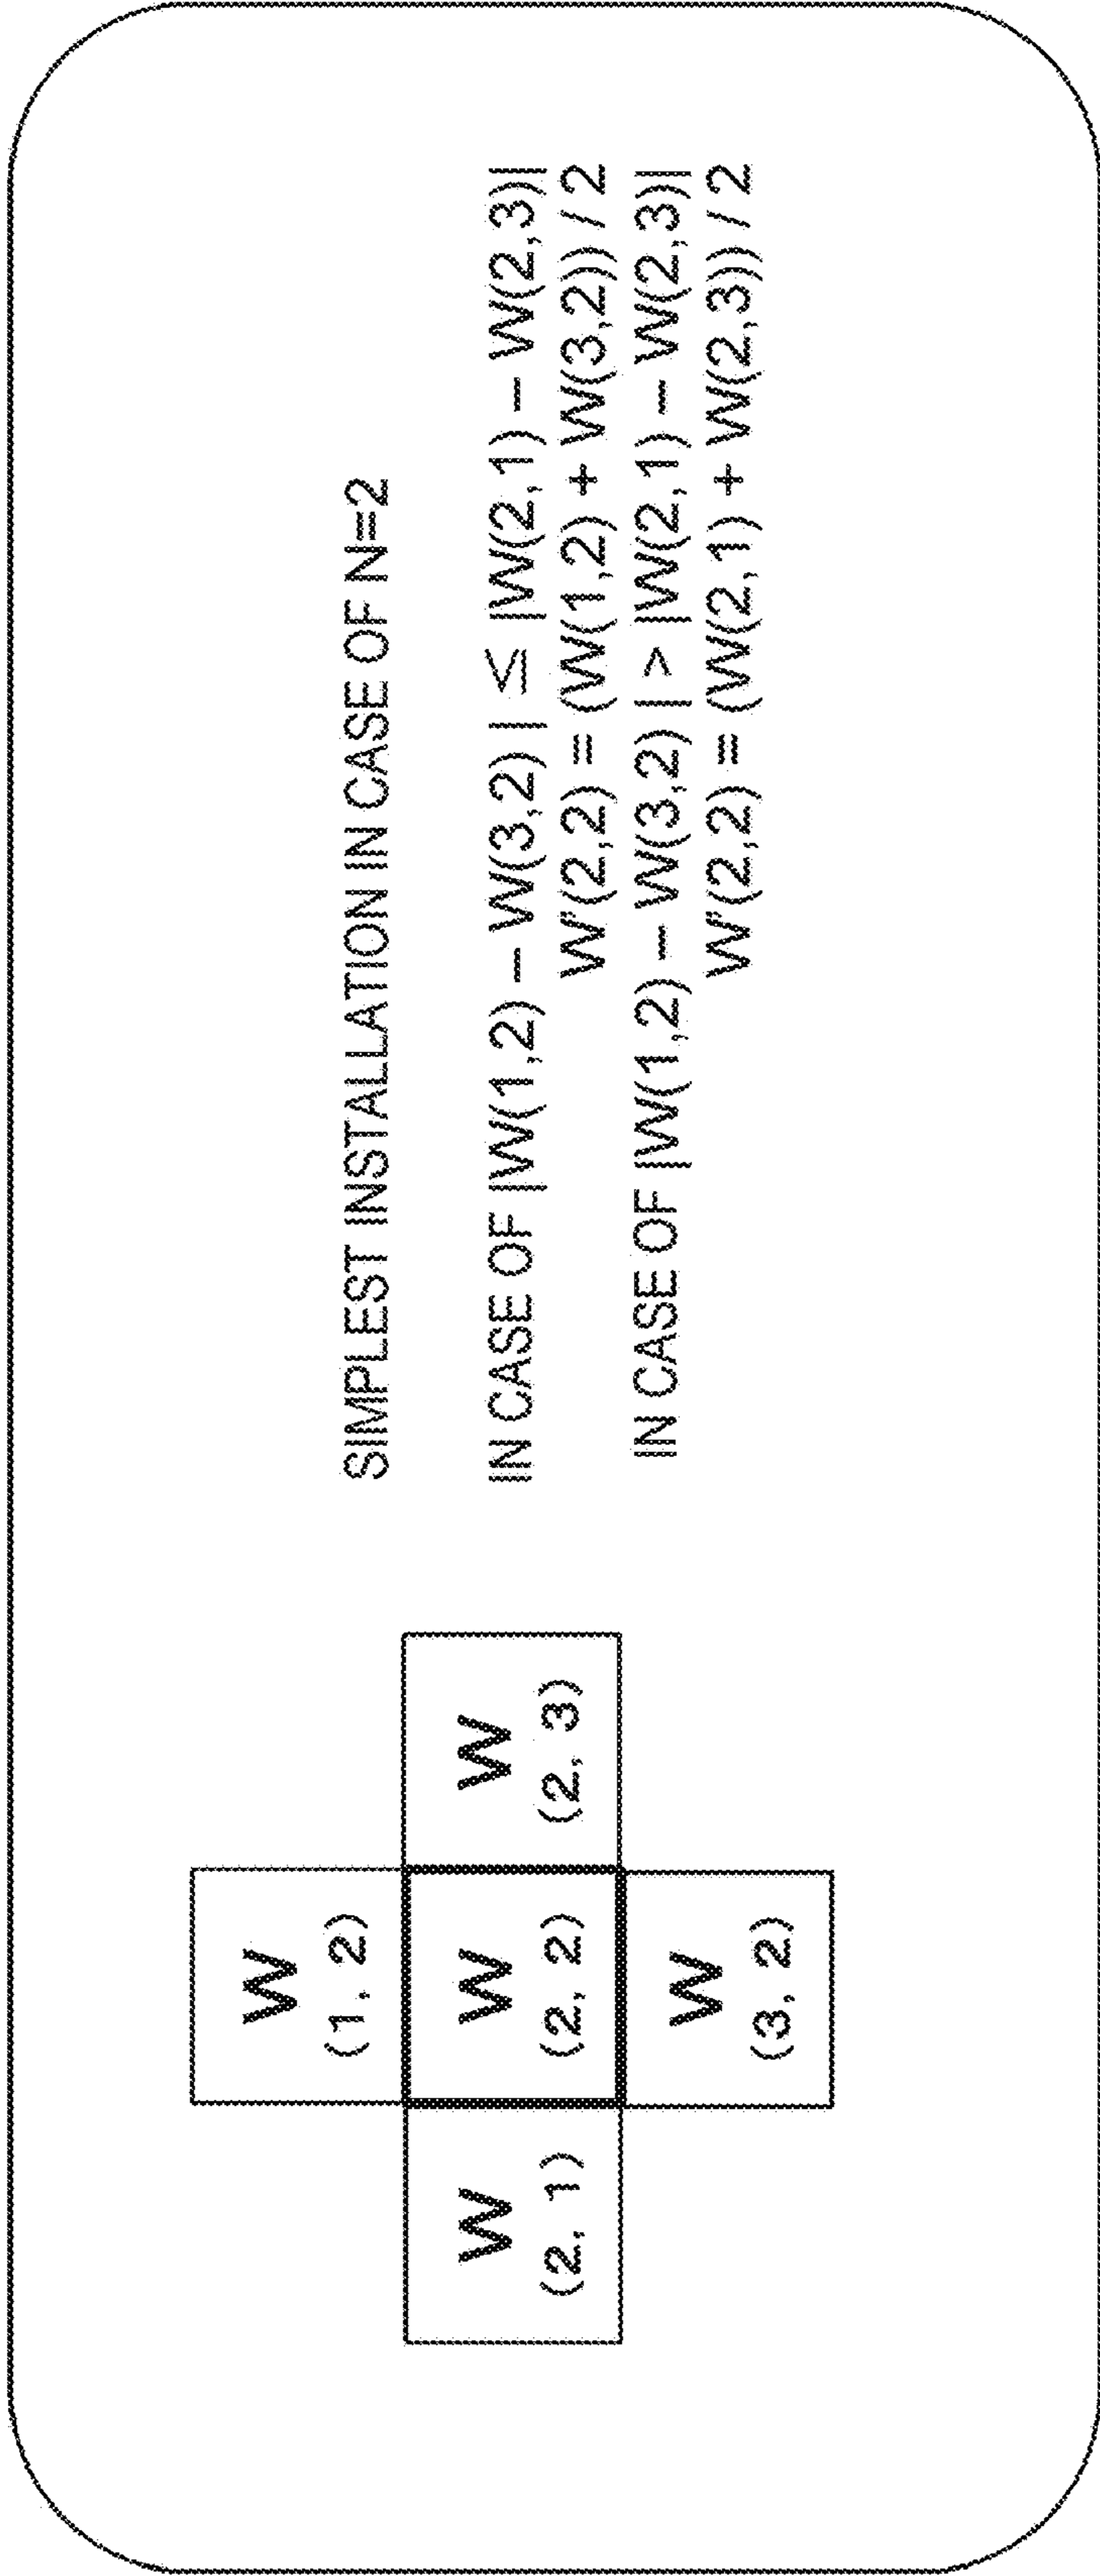 W
(1, 2)
W
(2, 1)
W
(2, 2)
W
(2, 3)
W
(3, 2)
SIMPLEST INSTALLATION IN CASE OF N=2
IN CASE OF |W(1,2) – W(3,2) | ≤ |W(2,1) – W(2,3)|
W'(2,2) = (W(1,2) + W(3,2)) / 2
IN CASE OF |W(1,2) – W(3,2) | > |W(2,1) – W(2,3)|
W'(2,2) = (W(2,1) + W(2,3)) / 2